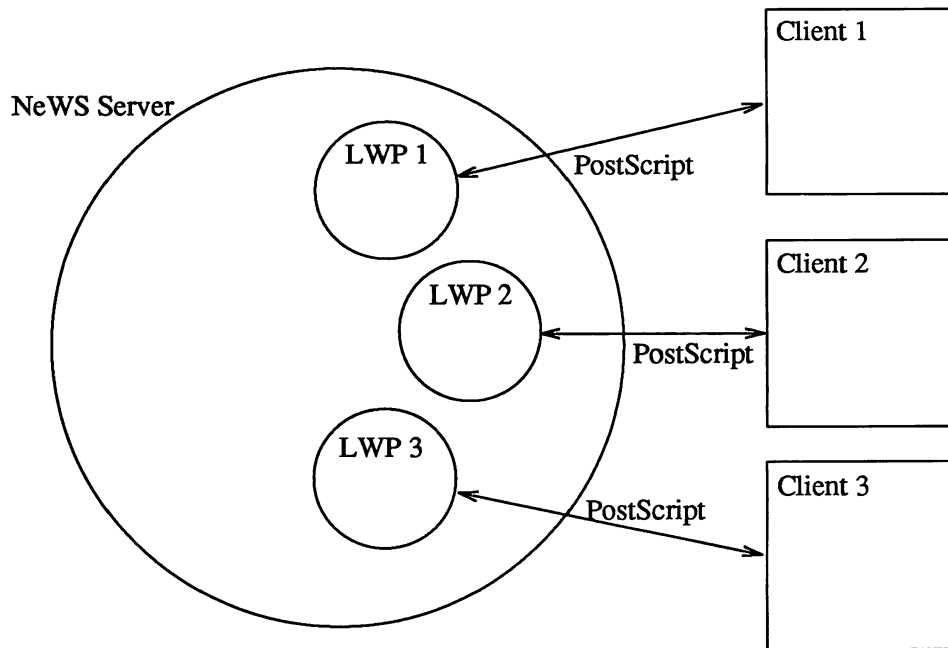 Client 1
NeWS Server
LWP 1
PostScript
Client 2
LWP 2
PostScript
LWP 3
Client 3
PostScript